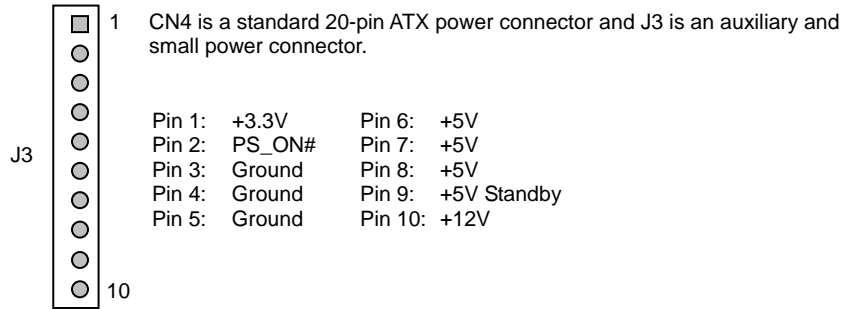 1 CN4 is a standard 20-pin ATX power connector and J3 is an auxiliary and
small power connector.
Pin 1: +3.3V Pin 6: +5V
Pin 2: PS_ON# Pin 7: +5V
J3
Pin 3: Ground Pin 8: +5V
Pin 4: Ground Pin 9: +5V Standby
Pin 5: Ground Pin 10: +12V
10